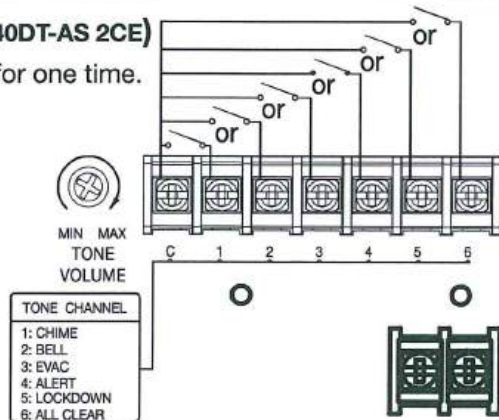 40DT-AS 2CE)
for one time.
or
or
or
or
or
MIN MAX
TONE
VOLUME
C 1 2 3 4 5 6
TONE CHANNEL
1: CHIME
2: BELL
3: EVAC
4: ALERT
5: LOCKDOWN
6: ALL CLEAR